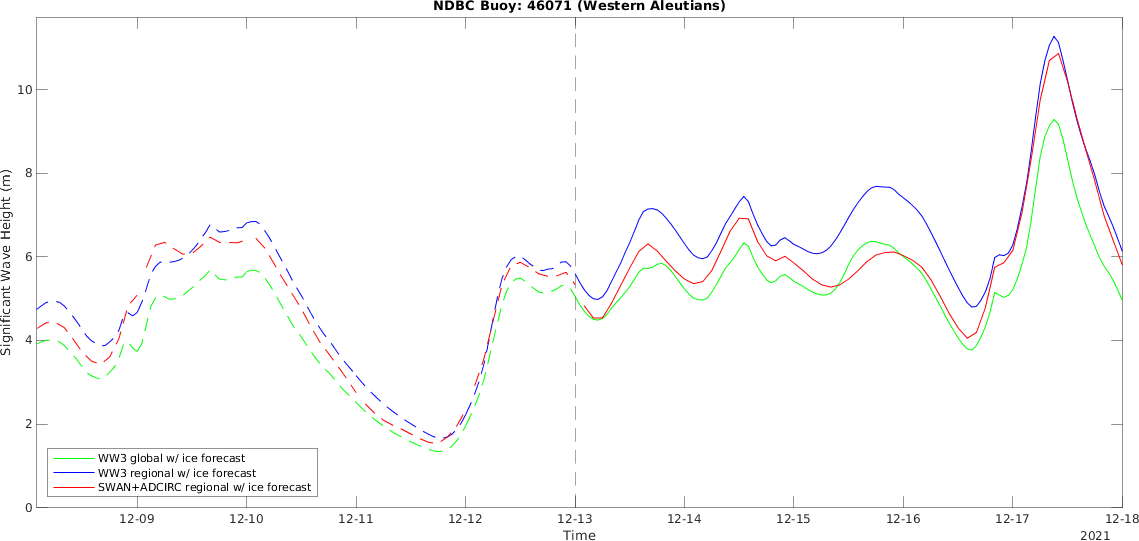 NDBC Buoy: 46071 (Western Aleutians)
Significant Wave Height (m)
10
8
6
4
2
0
WW3 global w/ ice forecast
WW3 regional w/ ice forecast
SWAN+ADCIRC regional w/ ice forecast
12-09 12-10 12-11 12-12 12-13 12-14 12-15 12-16 12-17 12-18
Time
2021